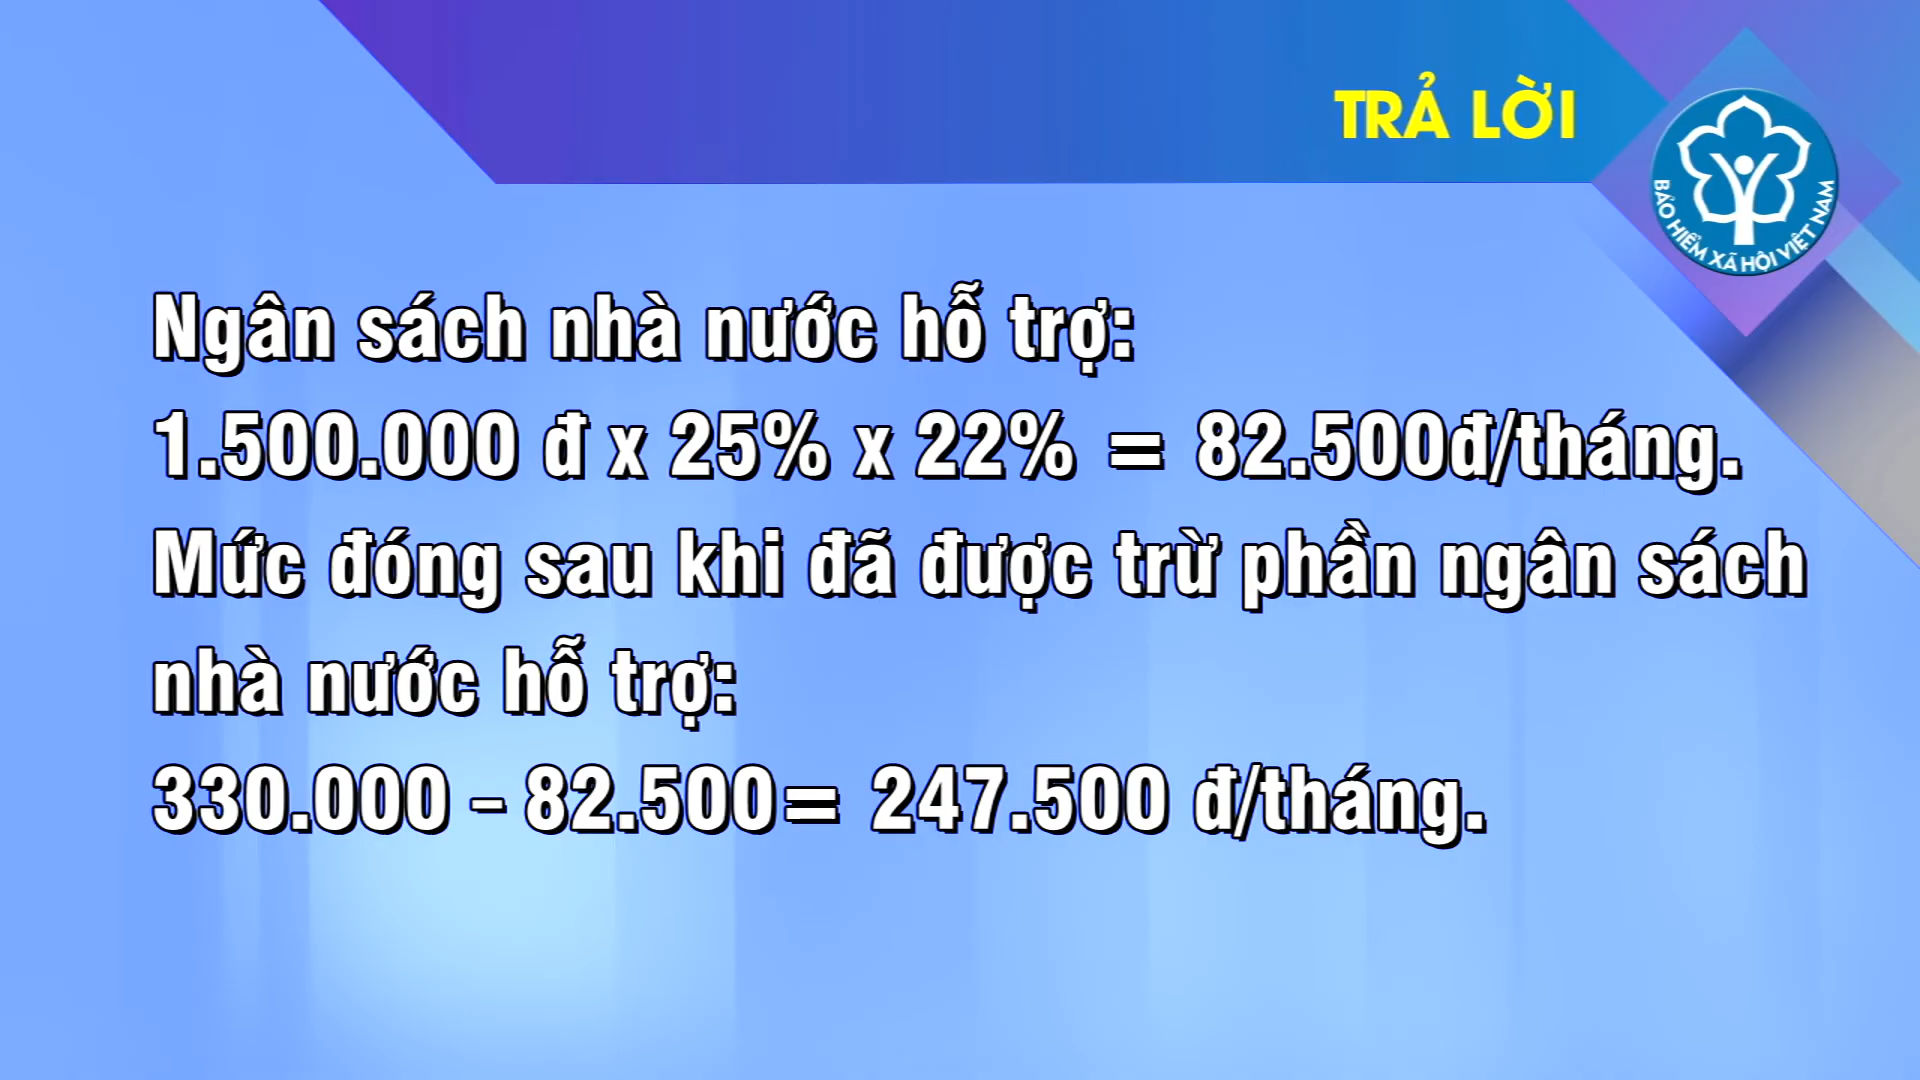 TRẢ LỜI
BẢO HIỂM XÃ HỘI VIỆT NAM
Ngân sách nhà nước hỗ trợ:
1.500.000 đ x 25% x 22% = 82.500đ/tháng.
Mức đóng sau khi đã được trừ phần ngân sách
nhà nước hỗ trợ:
330.000 – 82.500= 247.500 đ/tháng.